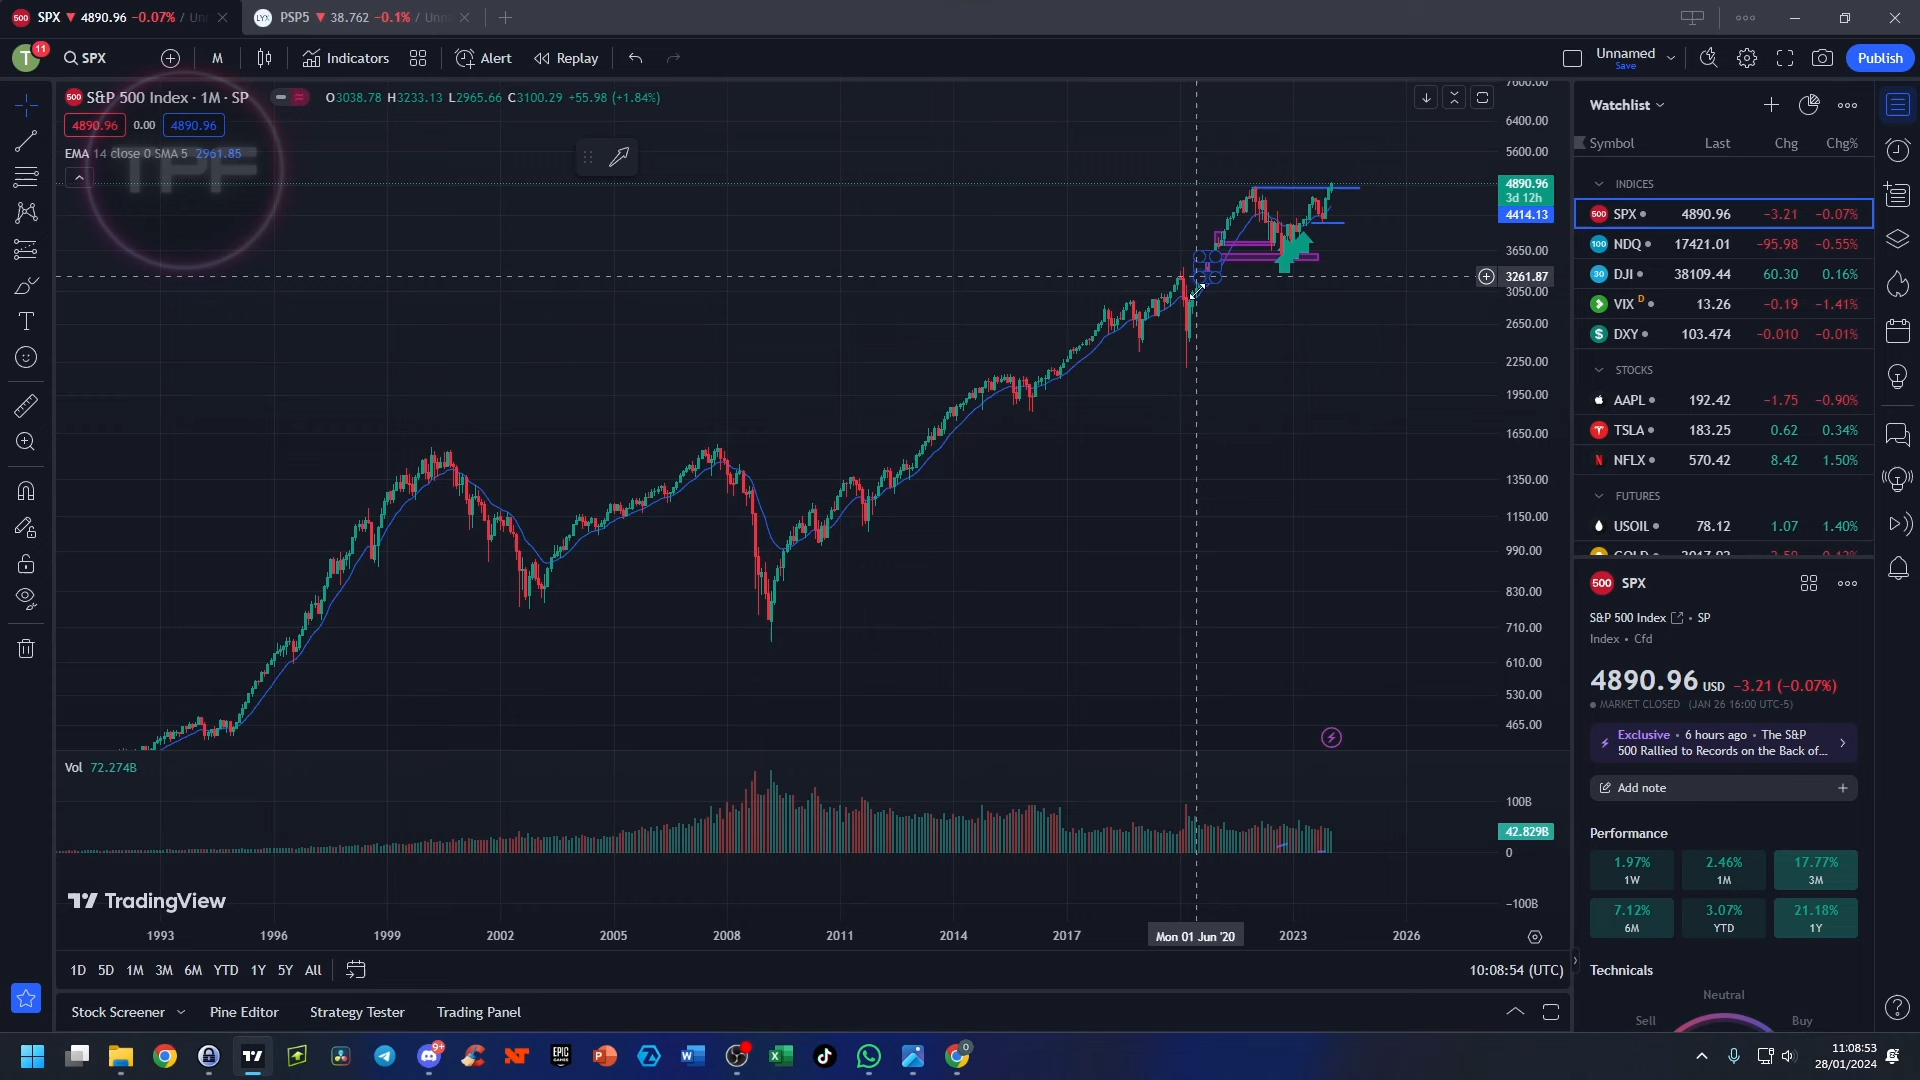 SPX ▼ 4890.96 −0.07% / Unn
PSP5 ▼ 38.762 −0.1% / Unna
T 11 SPX M Indicators Alert Replay Unnamed Save Publish
S&P 500 Index · 1M · SP O3038.78 H3233.13 L2965.66 C3100.29 +55.98 (+1.84%)
4890.96 0.00 4890.96
EMA 14 close 0 SMA 5 2961.85
TPF
7600.00
6400.00
5600.00
4890.96
3d 12h
4414.13
3650.00
3261.87
3050.00
2650.00
2250.00
1950.00
1650.00
1350.00
1150.00
990.00
830.00
710.00
610.00
530.00
465.00
Vol 72.274B
100B
42.829B
0
−100B
TradingView
1993 1996 1999 2002 2005 2008 2011 2014 2017 Mon 01 Jun '20 2023 2026
1D 5D 1M 3M 6M YTD 1Y 5Y All 10:08:54 (UTC)
Stock Screener Pine Editor Strategy Tester Trading Panel
Watchlist
Symbol Last Chg Chg%
INDICES
500 SPX 4890.96 −3.21 −0.07%
100 NDQ 17421.01 −95.98 −0.55%
30 DJI 38109.44 60.30 0.16%
VIX D 13.26 −0.19 −1.41%
DXY 103.474 −0.010 −0.01%
STOCKS
AAPL 192.42 −1.75 −0.90%
TSLA 183.25 0.62 0.34%
NFLX 570.42 8.42 1.50%
FUTURES
USOIL 78.12 1.07 1.40%
500 SPX
S&P 500 Index • SP
Index • Cfd
4890.96 USD −3.21 (−0.07%)
MARKET CLOSED (JAN 26 16:00 UTC-5)
Exclusive • 6 hours ago • The S&P
500 Rallied to Records on the Back of...
Add note
Performance
1.97% 2.46% 17.77%
1W 1M 3M
7.12% 3.07% 21.18%
6M YTD 1Y
Technicals
Neutral
Sell Buy
11:08:53
28/01/2024